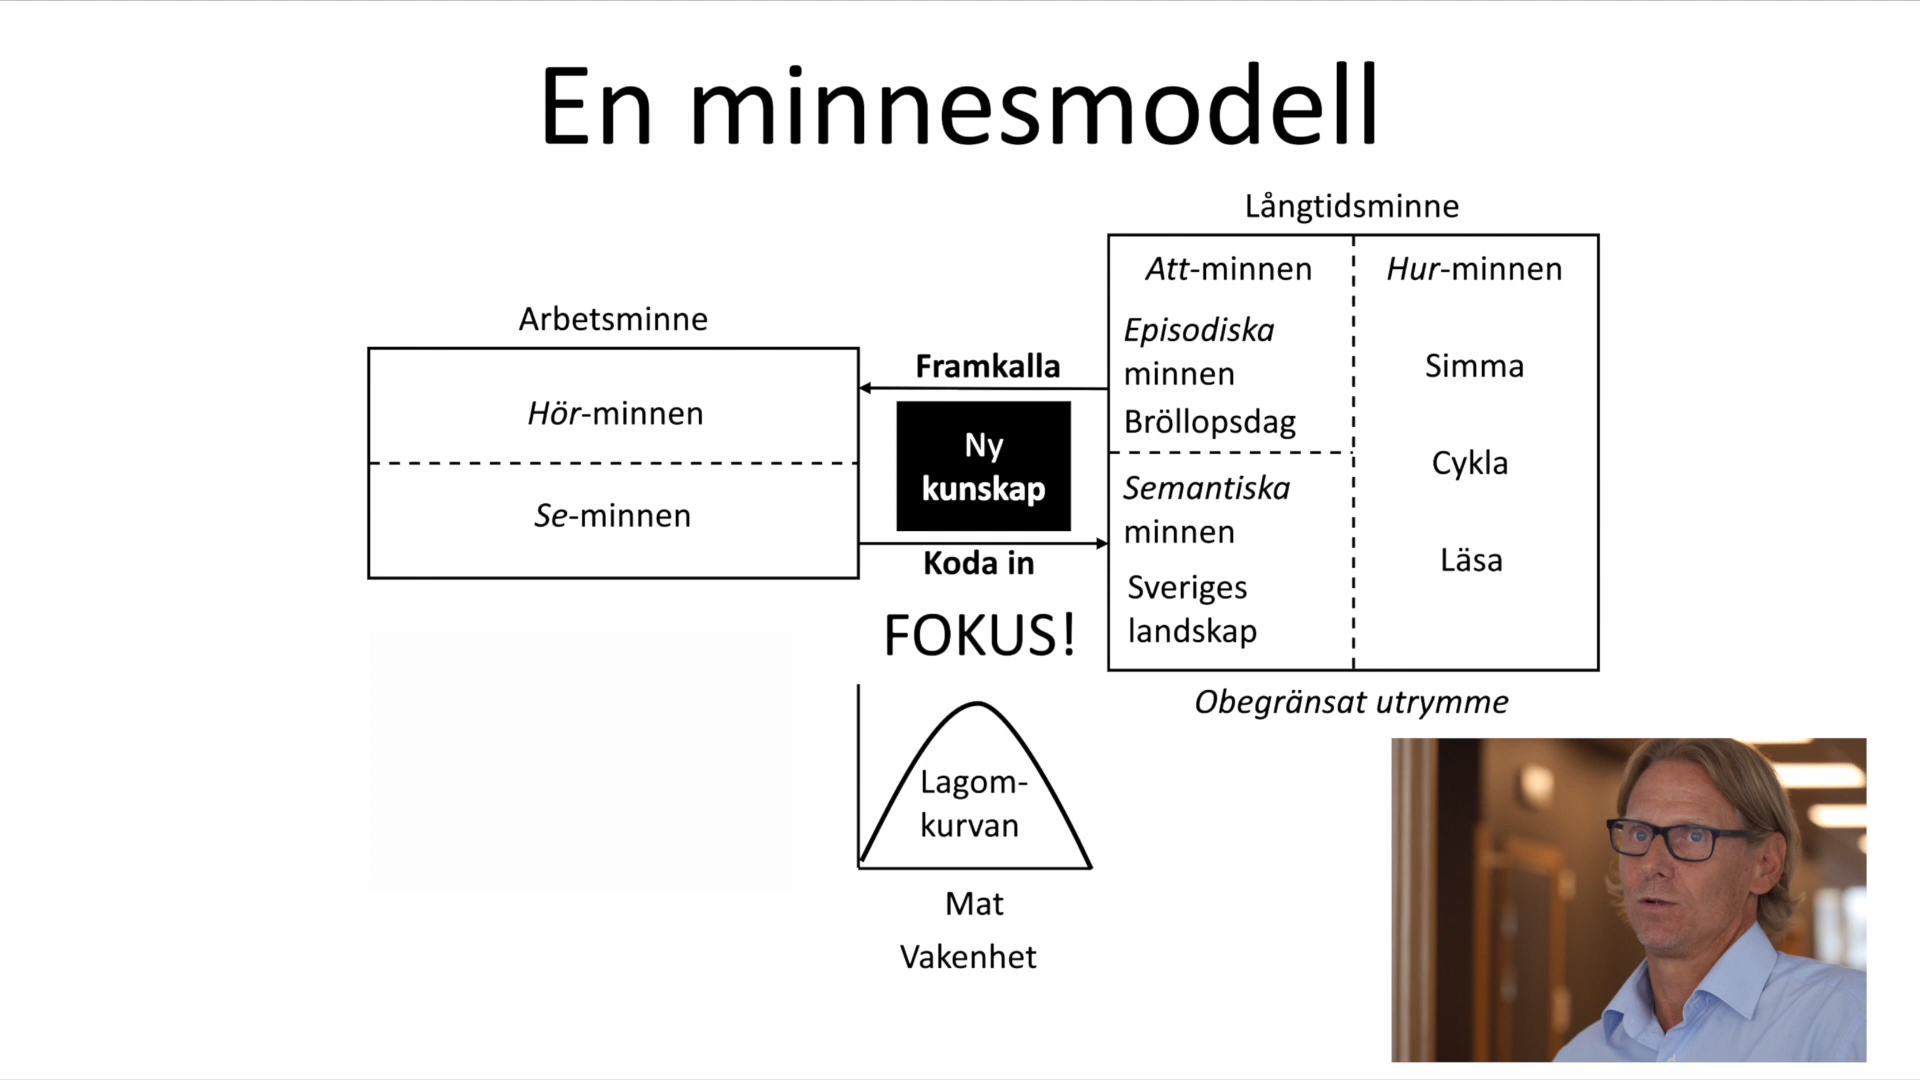 En minnesmodell
Arbetsminne
Hör-minnen
Se-minnen
Framkalla
Ny
kunskap
Koda in
FOKUS!
Lagom-
kurvan
Mat
Vakenhet
Långtidsminne
Att-minnen
Episodiska
minnen
Bröllopsdag
Semantiska
minnen
Sveriges
landskap
Hur-minnen
Simma
Cykla
Läsa
Obegränsat utrymme